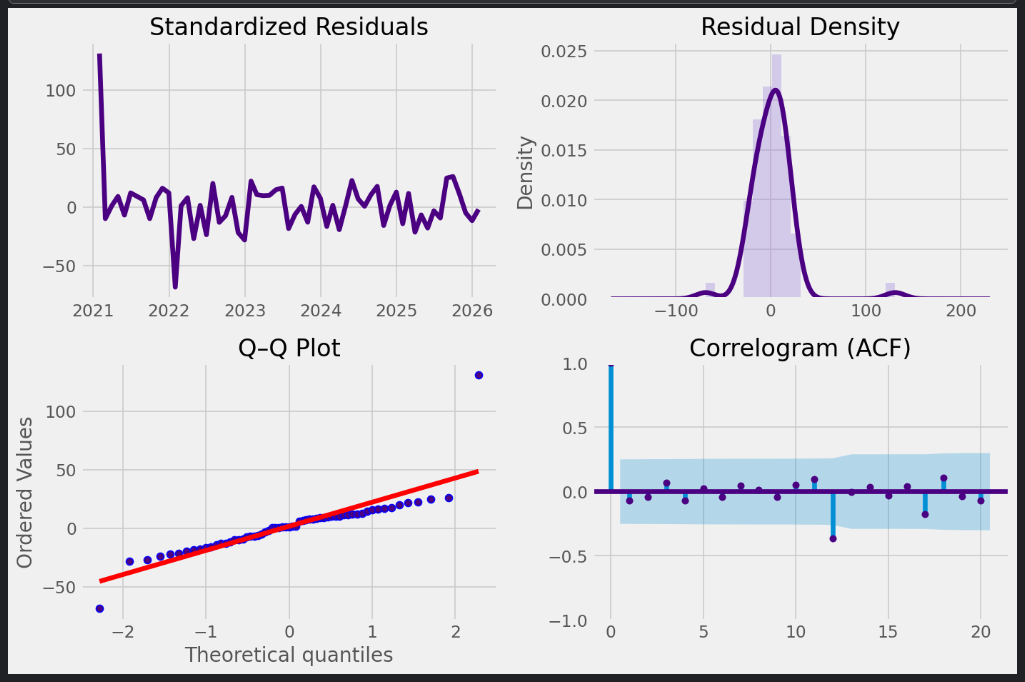 Standardized Residuals
100
50
0
−50
2021 2022 2023 2024 2025 2026
Residual Density
Density
0.025
0.020
0.015
0.010
0.005
0.000
−100 0 100 200
Q–Q Plot
Ordered Values
100
50
0
−50
−2 −1 0 1 2
Theoretical quantiles
Correlogram (ACF)
1.0
0.5
0.0
−0.5
−1.0
0 5 10 15 20